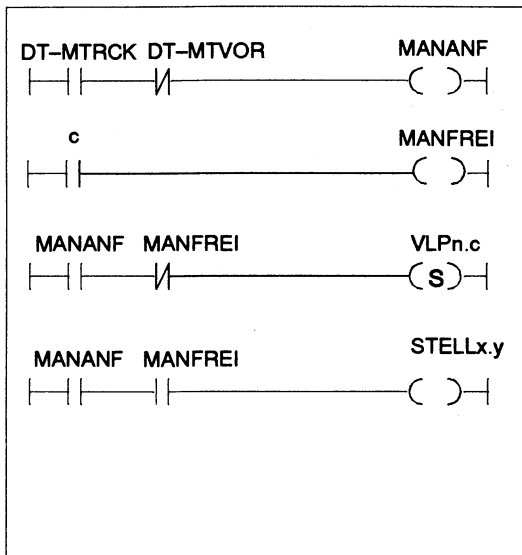 DT–MTRCK DT–MTVOR MANANF
c MANFREI
MANANF MANFREI VLPn.c
S
MANANF MANFREI STELLx.y